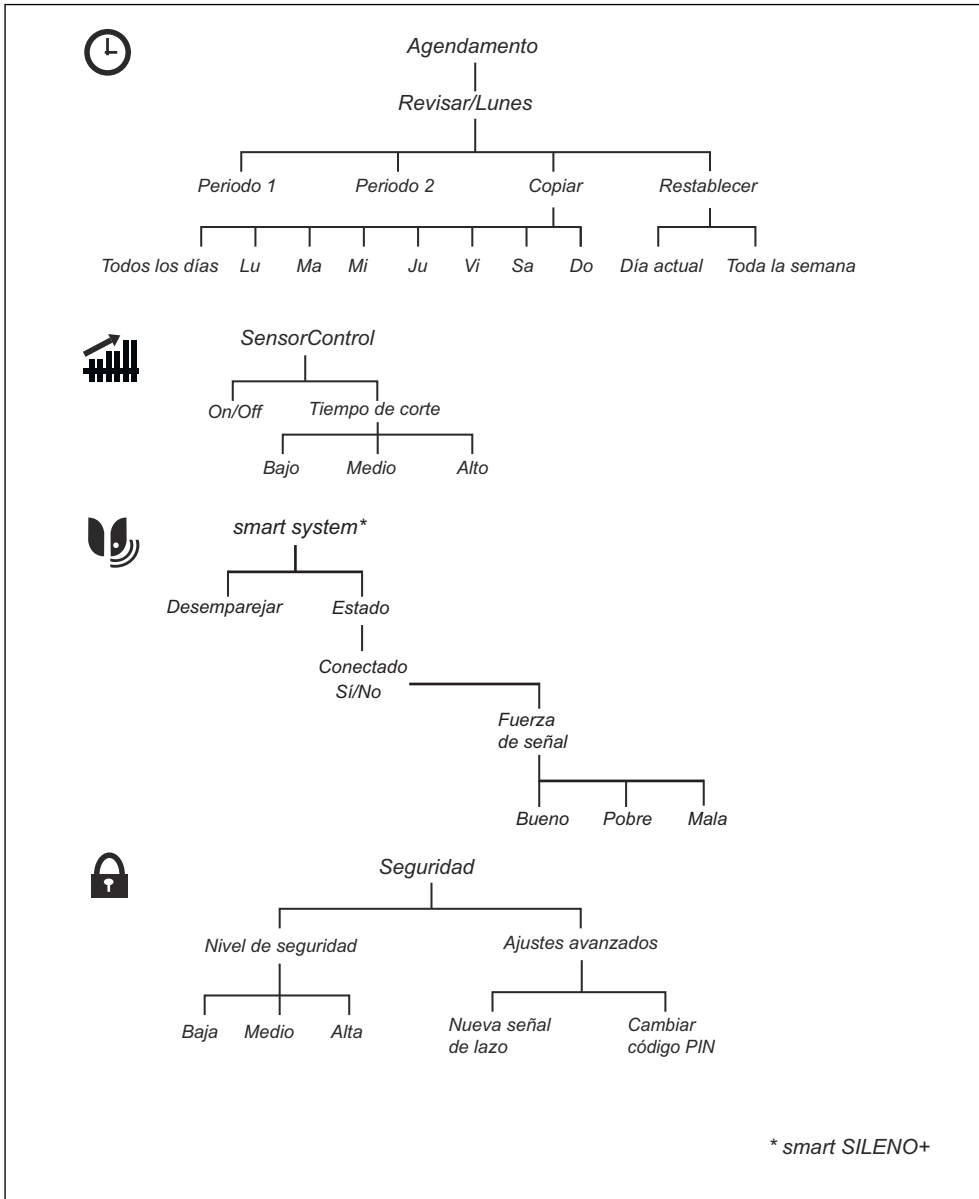 Agendamento
Revisar/Lunes
Periodo 1 Periodo 2 Copiar Restablecer
Todos los días Lu Ma Mi Ju Vi Sa Do Día actual Toda la semana
SensorControl
On/Off Tiempo de corte
Bajo Medio Alto
smart system*
Desemparejar Estado
Conectado
Sí/No
Fuerza
de señal
Bueno Pobre Mala
Seguridad
Nivel de seguridad Ajustes avanzados
Baja Medio Alta
Nueva señal
de lazo
Cambiar
código PIN
* smart SILENO+